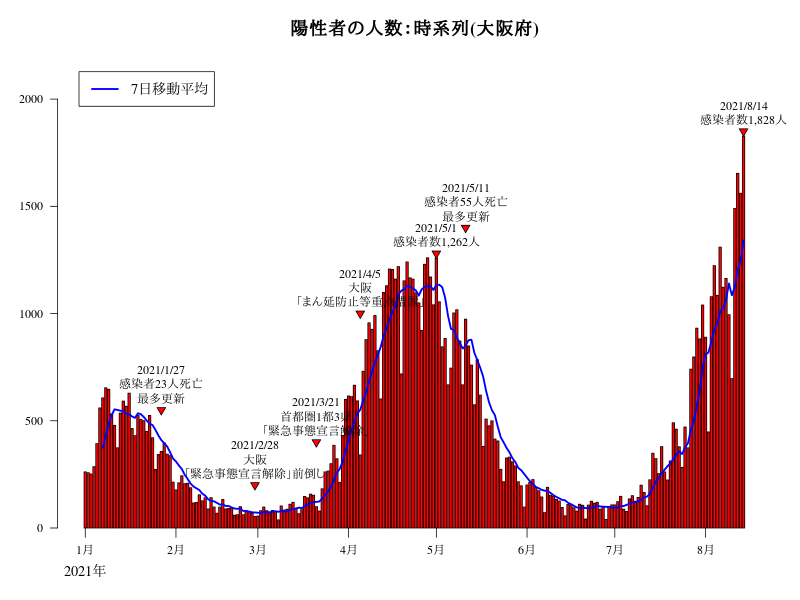 陽性者の人数:時系列(大阪府)
7日移動平均
2000
1500
1000
500
0
2021/8/14
感染者数1,828人
2021/5/11
感染者55人死亡
最多更新
2021/5/1
感染者数1,262人
2021/4/5
大阪
「まん延防止等重点措置」
2021/1/27
感染者23人死亡
最多更新
2021/3/21
首都圏1都3県
「緊急事態宣言解除」
2021/2/28
大阪
「緊急事態宣言解除」前倒し
1月
2月
3月
4月
5月
6月
7月
8月
2021年